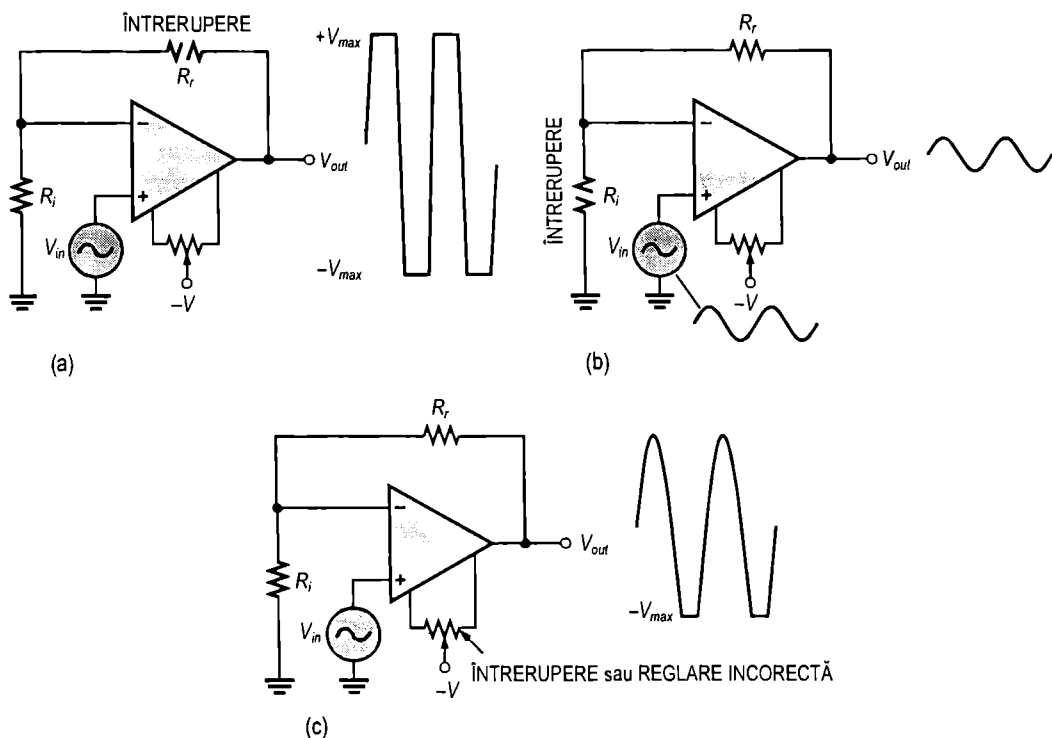 ÎNTRERUPERE
R_r
+V_max
−
+
V_out
R_i
V_in
−V
−V_max
(a)
R_r
ÎNTRERUPERE
−
+
V_out
R_i
V_in
−V
(b)
R_r
−
+
V_out
R_i
V_in
−V
−V_max
ÎNTRERUPERE sau REGLARE INCORECTĂ
(c)